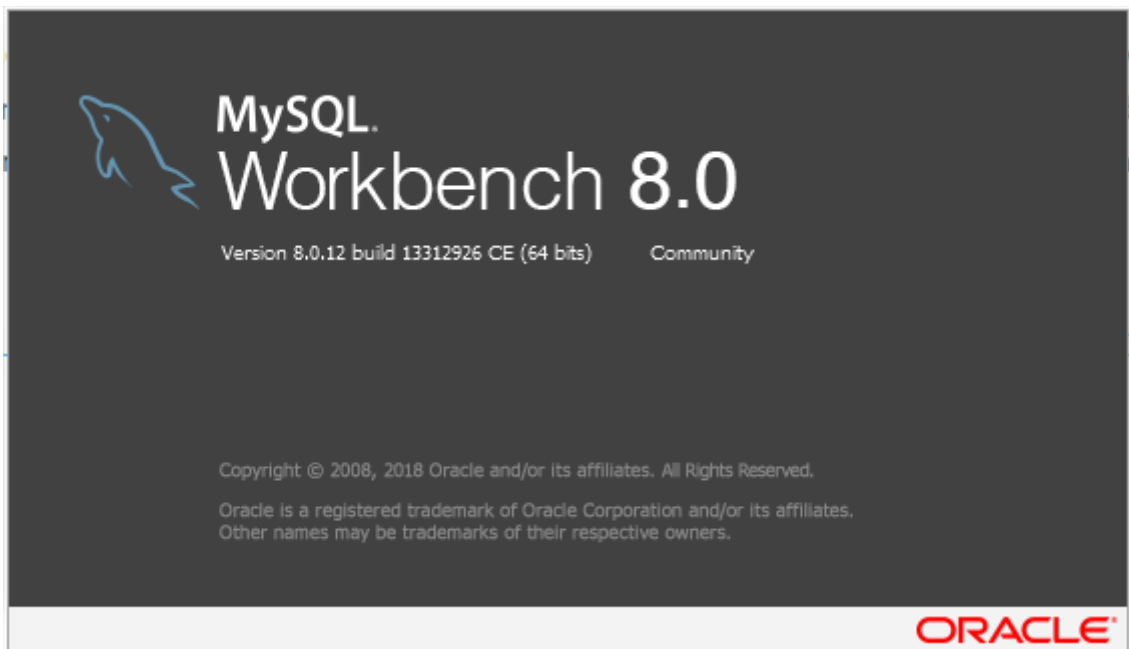 MySQL.
Workbench 8.0
Version 8.0.12 build 13312926 CE (64 bits) Community
Copyright © 2008, 2018 Oracle and/or its affiliates. All Rights Reserved.
Oracle is a registered trademark of Oracle Corporation and/or its affiliates.
Other names may be trademarks of their respective owners.
ORACLE